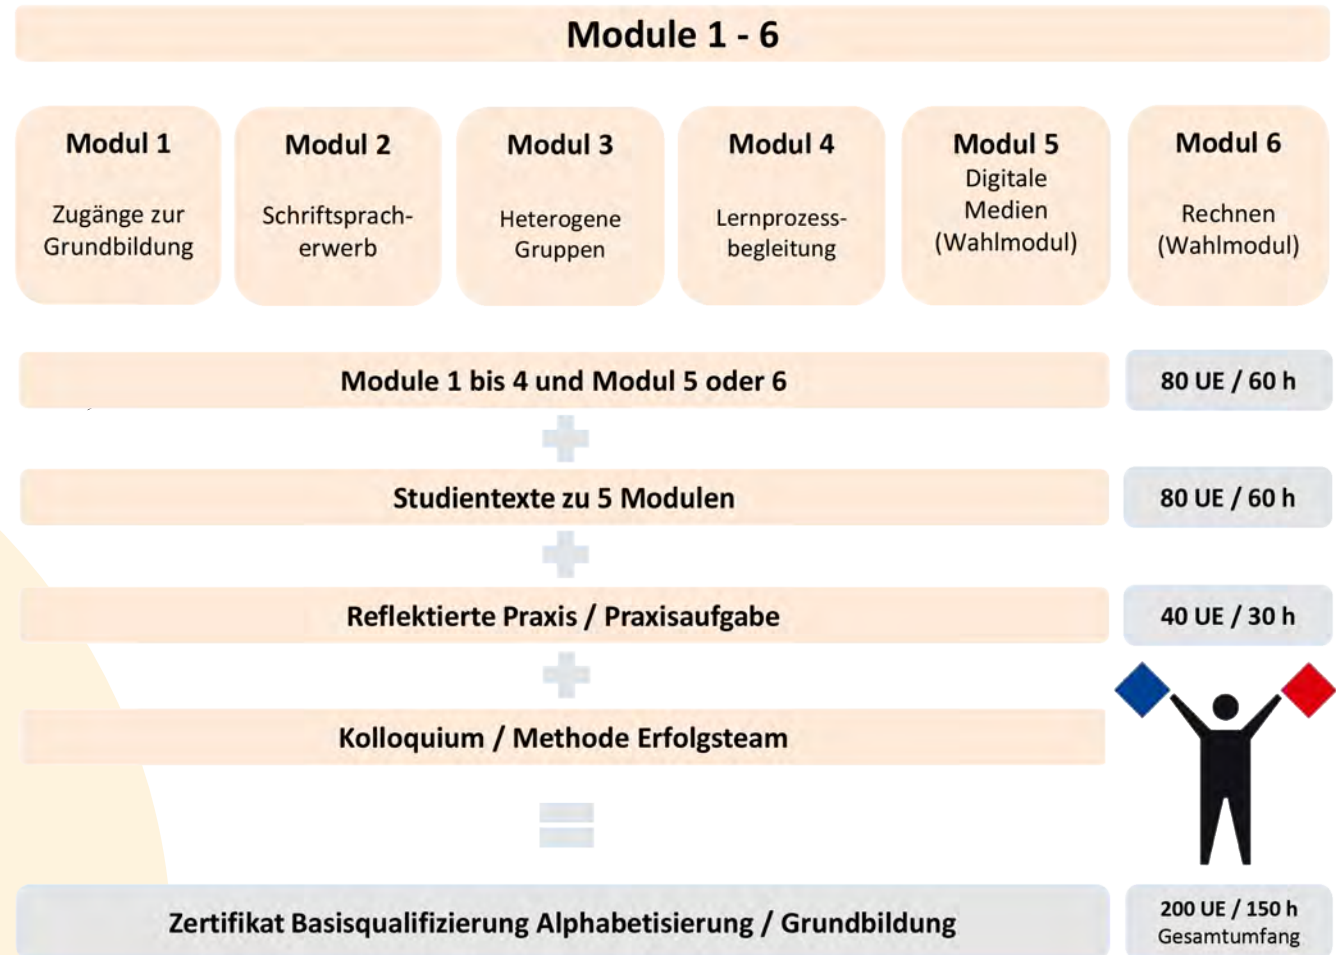 Module 1 - 6
Modul 1
Zugänge zur
Grundbildung
Modul 2
Schriftsprach-
erwerb
Modul 3
Heterogene
Gruppen
Modul 4
Lernprozess-
begleitung
Modul 5
Digitale
Medien
(Wahlmodul)
Modul 6
Rechnen
(Wahlmodul)
Module 1 bis 4 und Modul 5 oder 6
80 UE / 60 h
Studientexte zu 5 Modulen
80 UE / 60 h
Reflektierte Praxis / Praxisaufgabe
40 UE / 30 h
Kolloquium / Methode Erfolgsteam
Zertifikat Basisqualifizierung Alphabetisierung / Grundbildung
200 UE / 150 h
Gesamtumfang